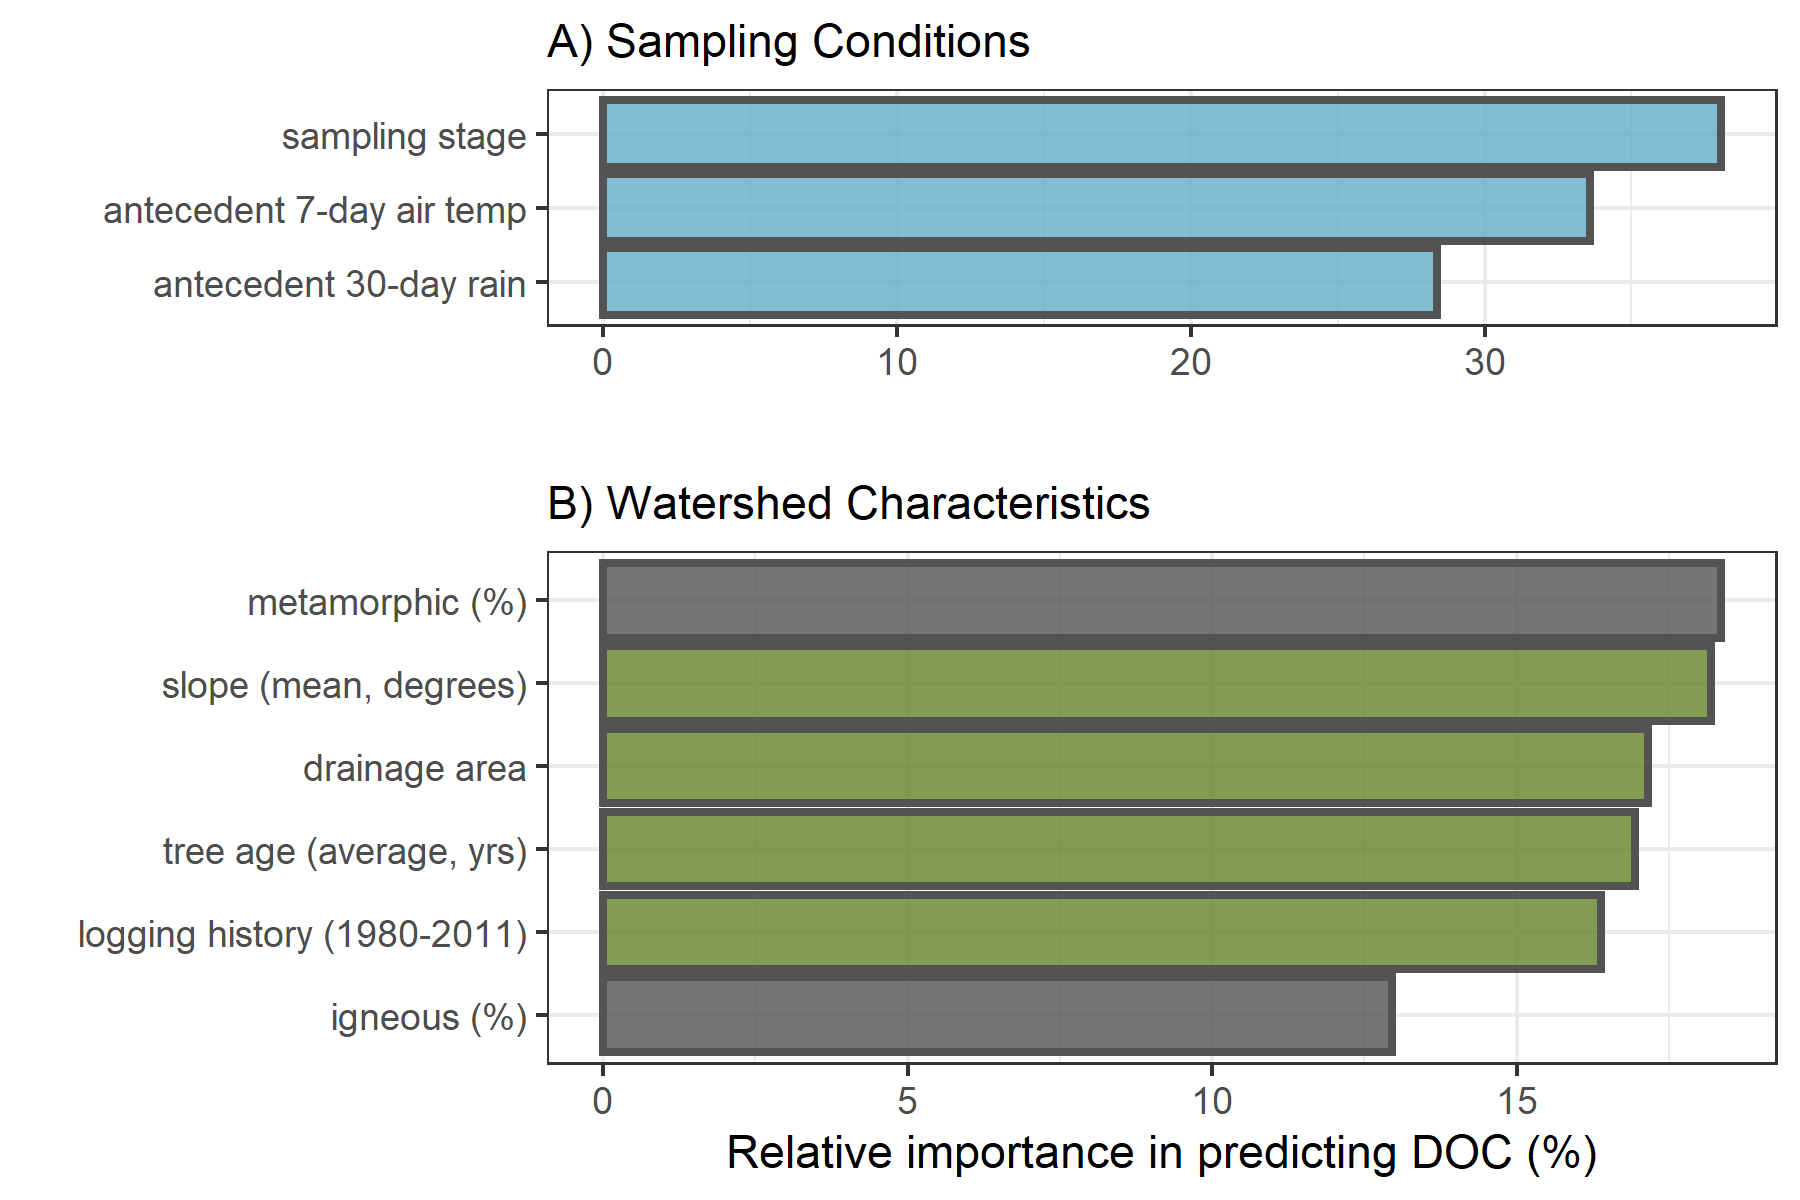 A) Sampling Conditions
sampling stage
antecedent 7-day air temp
antecedent 30-day rain
0 10 20 30
B) Watershed Characteristics
metamorphic (%)
slope (mean, degrees)
drainage area
tree age (average, yrs)
logging history (1980-2011)
igneous (%)
0 5 10 15
Relative importance in predicting DOC (%)